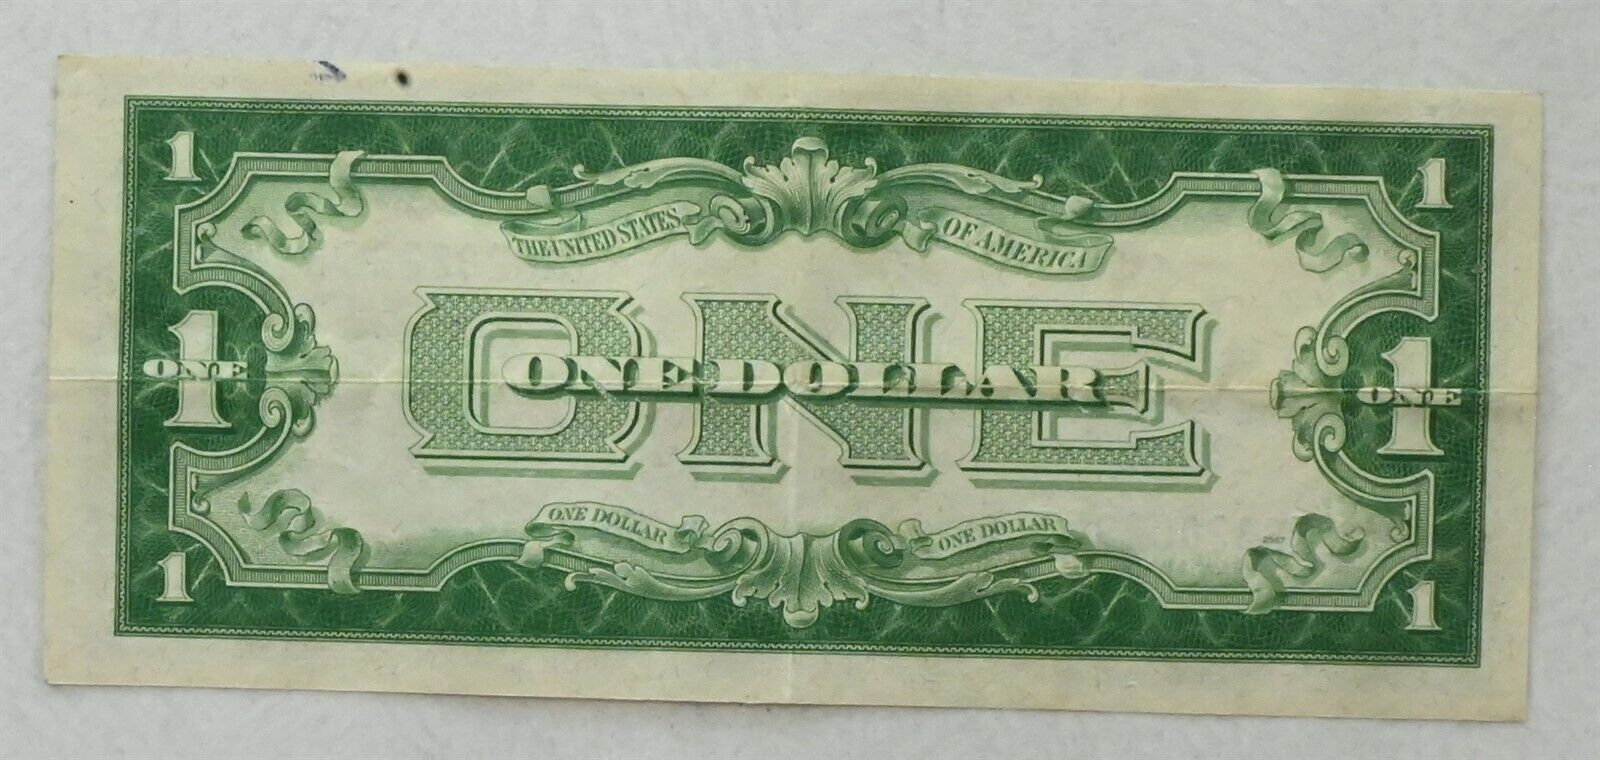 1 1
THE UNITED STATES OF AMERICA
ONE
ONE DOLLAR
1 ONE
1 ONE
ONE DOLLAR ONE DOLLAR
2567
1 1